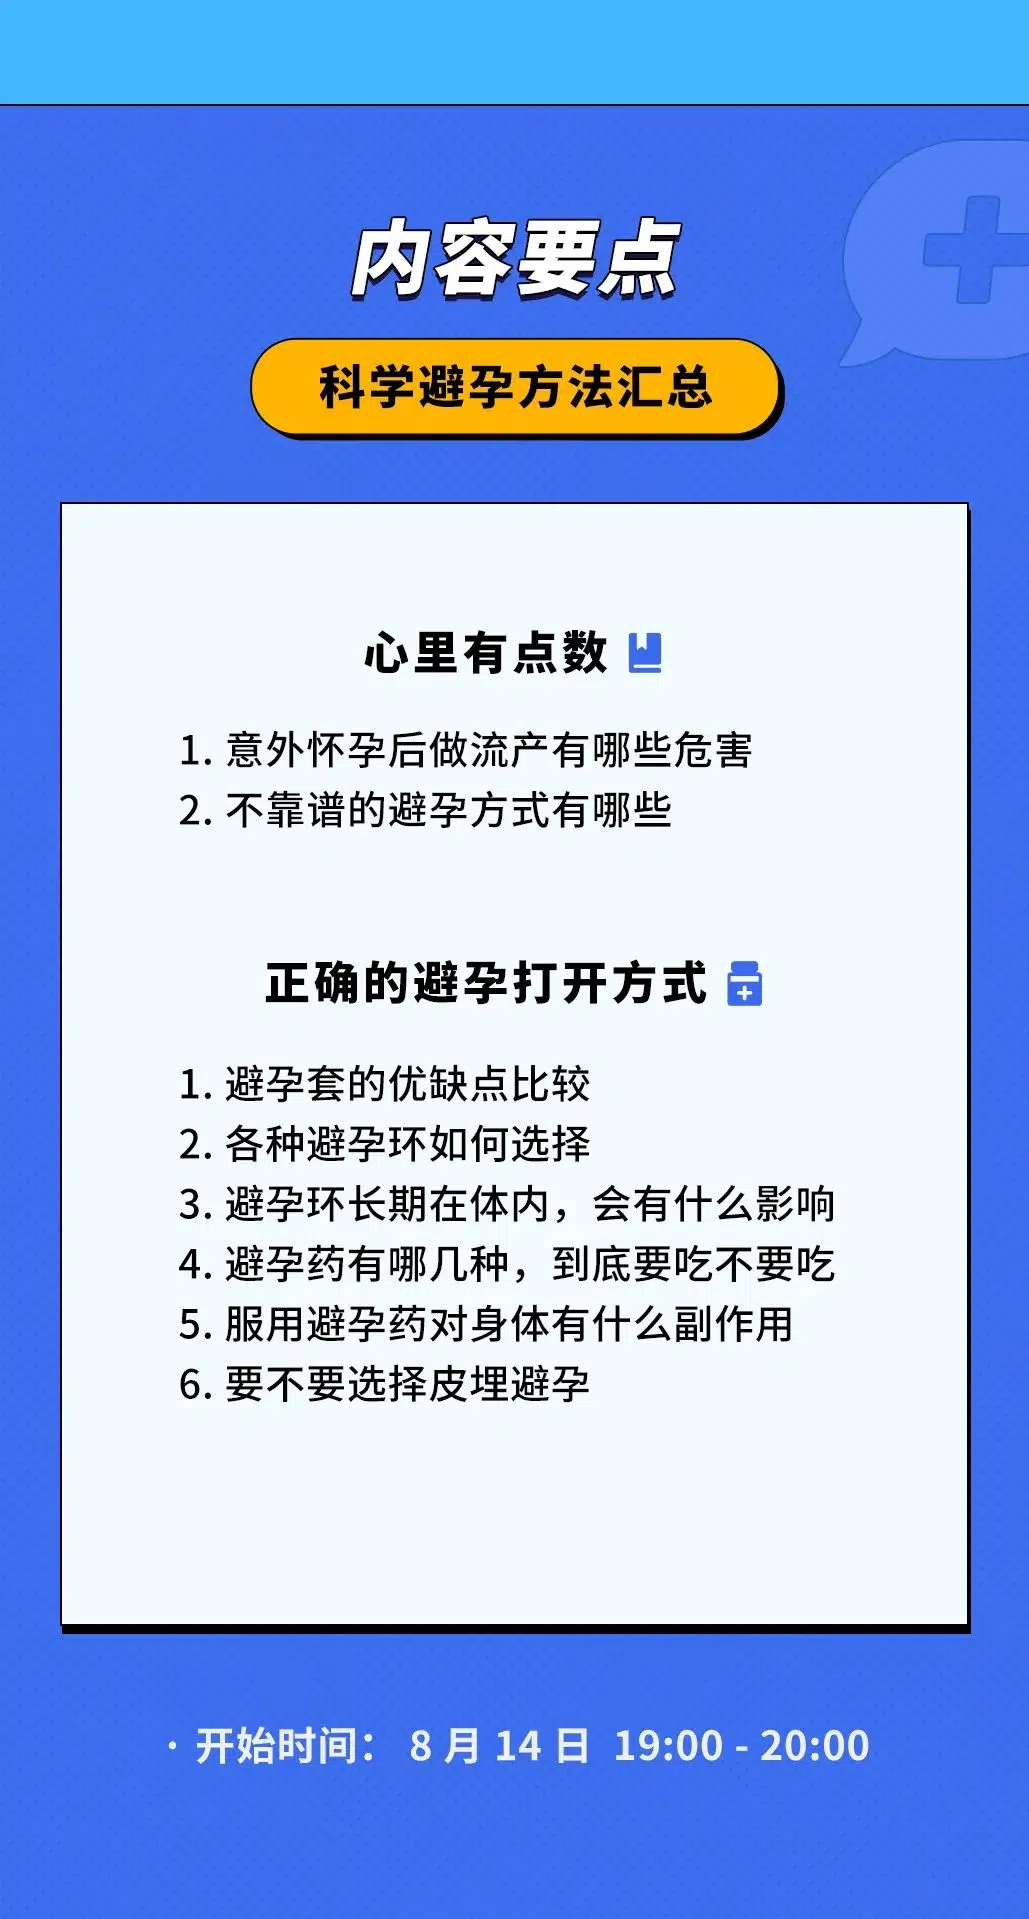 内容要点
科学避孕方法汇总
心里有点数
1. 意外怀孕后做流产有哪些危害
2. 不靠谱的避孕方式有哪些
正确的避孕打开方式
1. 避孕套的优缺点比较
2. 各种避孕环如何选择
3. 避孕环长期在体内，会有什么影响
4. 避孕药有哪几种，到底要吃不要吃
5. 服用避孕药对身体有什么副作用
6. 要不要选择皮埋避孕
· 开始时间： 8 月 14 日 19:00 - 20:00